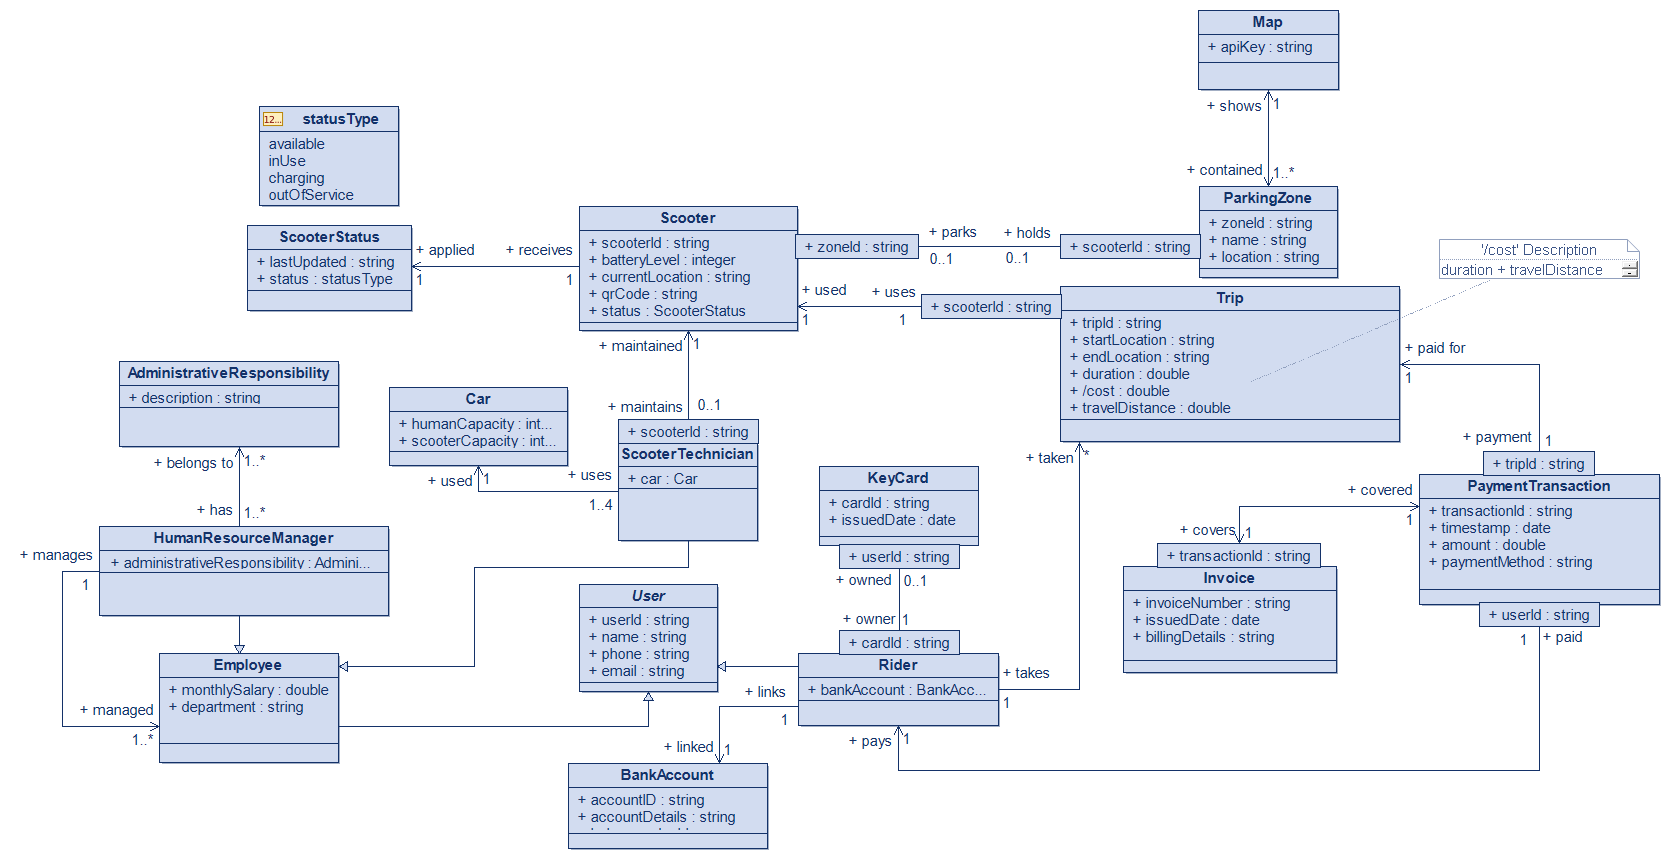 Map
+ apiKey : string
+ shows
1
+ contained
1..*
12...
statusType
available
inUse
charging
outOfService
ParkingZone
+ zoneId : string
+ name : string
+ location : string
Scooter
+ scooterId : string
+ batteryLevel : integer
+ currentLocation : string
+ qrCode : string
+ status : ScooterStatus
+ zoneId : string
+ parks
0..1
+ holds
0..1
+ scooterId : string
ScooterStatus
+ lastUpdated : string
+ status : statusType
+ applied
1
+ receives
1
'/cost' Description
duration + travelDistance
+ used
1
+ uses
1
+ scooterId : string
Trip
+ tripId : string
+ startLocation : string
+ endLocation : string
+ duration : double
+ /cost : double
+ travelDistance : double
+ paid for
1
+ maintained
1
+ maintains
0..1
AdministrativeResponsibility
+ description : string
Car
+ humanCapacity : int...
+ scooterCapacity : int...
+ scooterId : string
ScooterTechnician
+ car : Car
+ used
1
+ uses
1..4
+ belongs to
1..*
+ has
1..*
KeyCard
+ cardId : string
+ issuedDate : date
+ userId : string
+ taken
*
+ payment
1
+ tripId : string
PaymentTransaction
+ transactionId : string
+ timestamp : date
+ amount : double
+ paymentMethod : string
+ userId : string
+ covered
1
+ covers
1
+ transactionId : string
Invoice
+ invoiceNumber : string
+ issuedDate : date
+ billingDetails : string
HumanResourceManager
+ administrativeResponsibility : Admini...
+ manages
1
+ managed
1..*
+ owned
0..1
+ owner
1
+ cardId : string
User
+ userId : string
+ name : string
+ phone : string
+ email : string
Rider
+ bankAccount : BankAcc...
+ takes
1
1
+ paid
Employee
+ monthlySalary : double
+ department : string
+ links
1
+ linked
1
+ pays
1
BankAccount
+ accountID : string
+ accountDetails : string